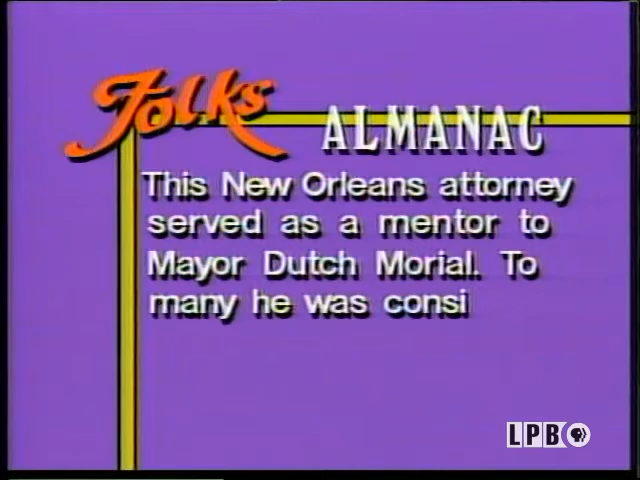 Folks
ALMANAC
This New Orleans attorney
served as a mentor to
Mayor Dutch Morial. To
many he was consi
LPB